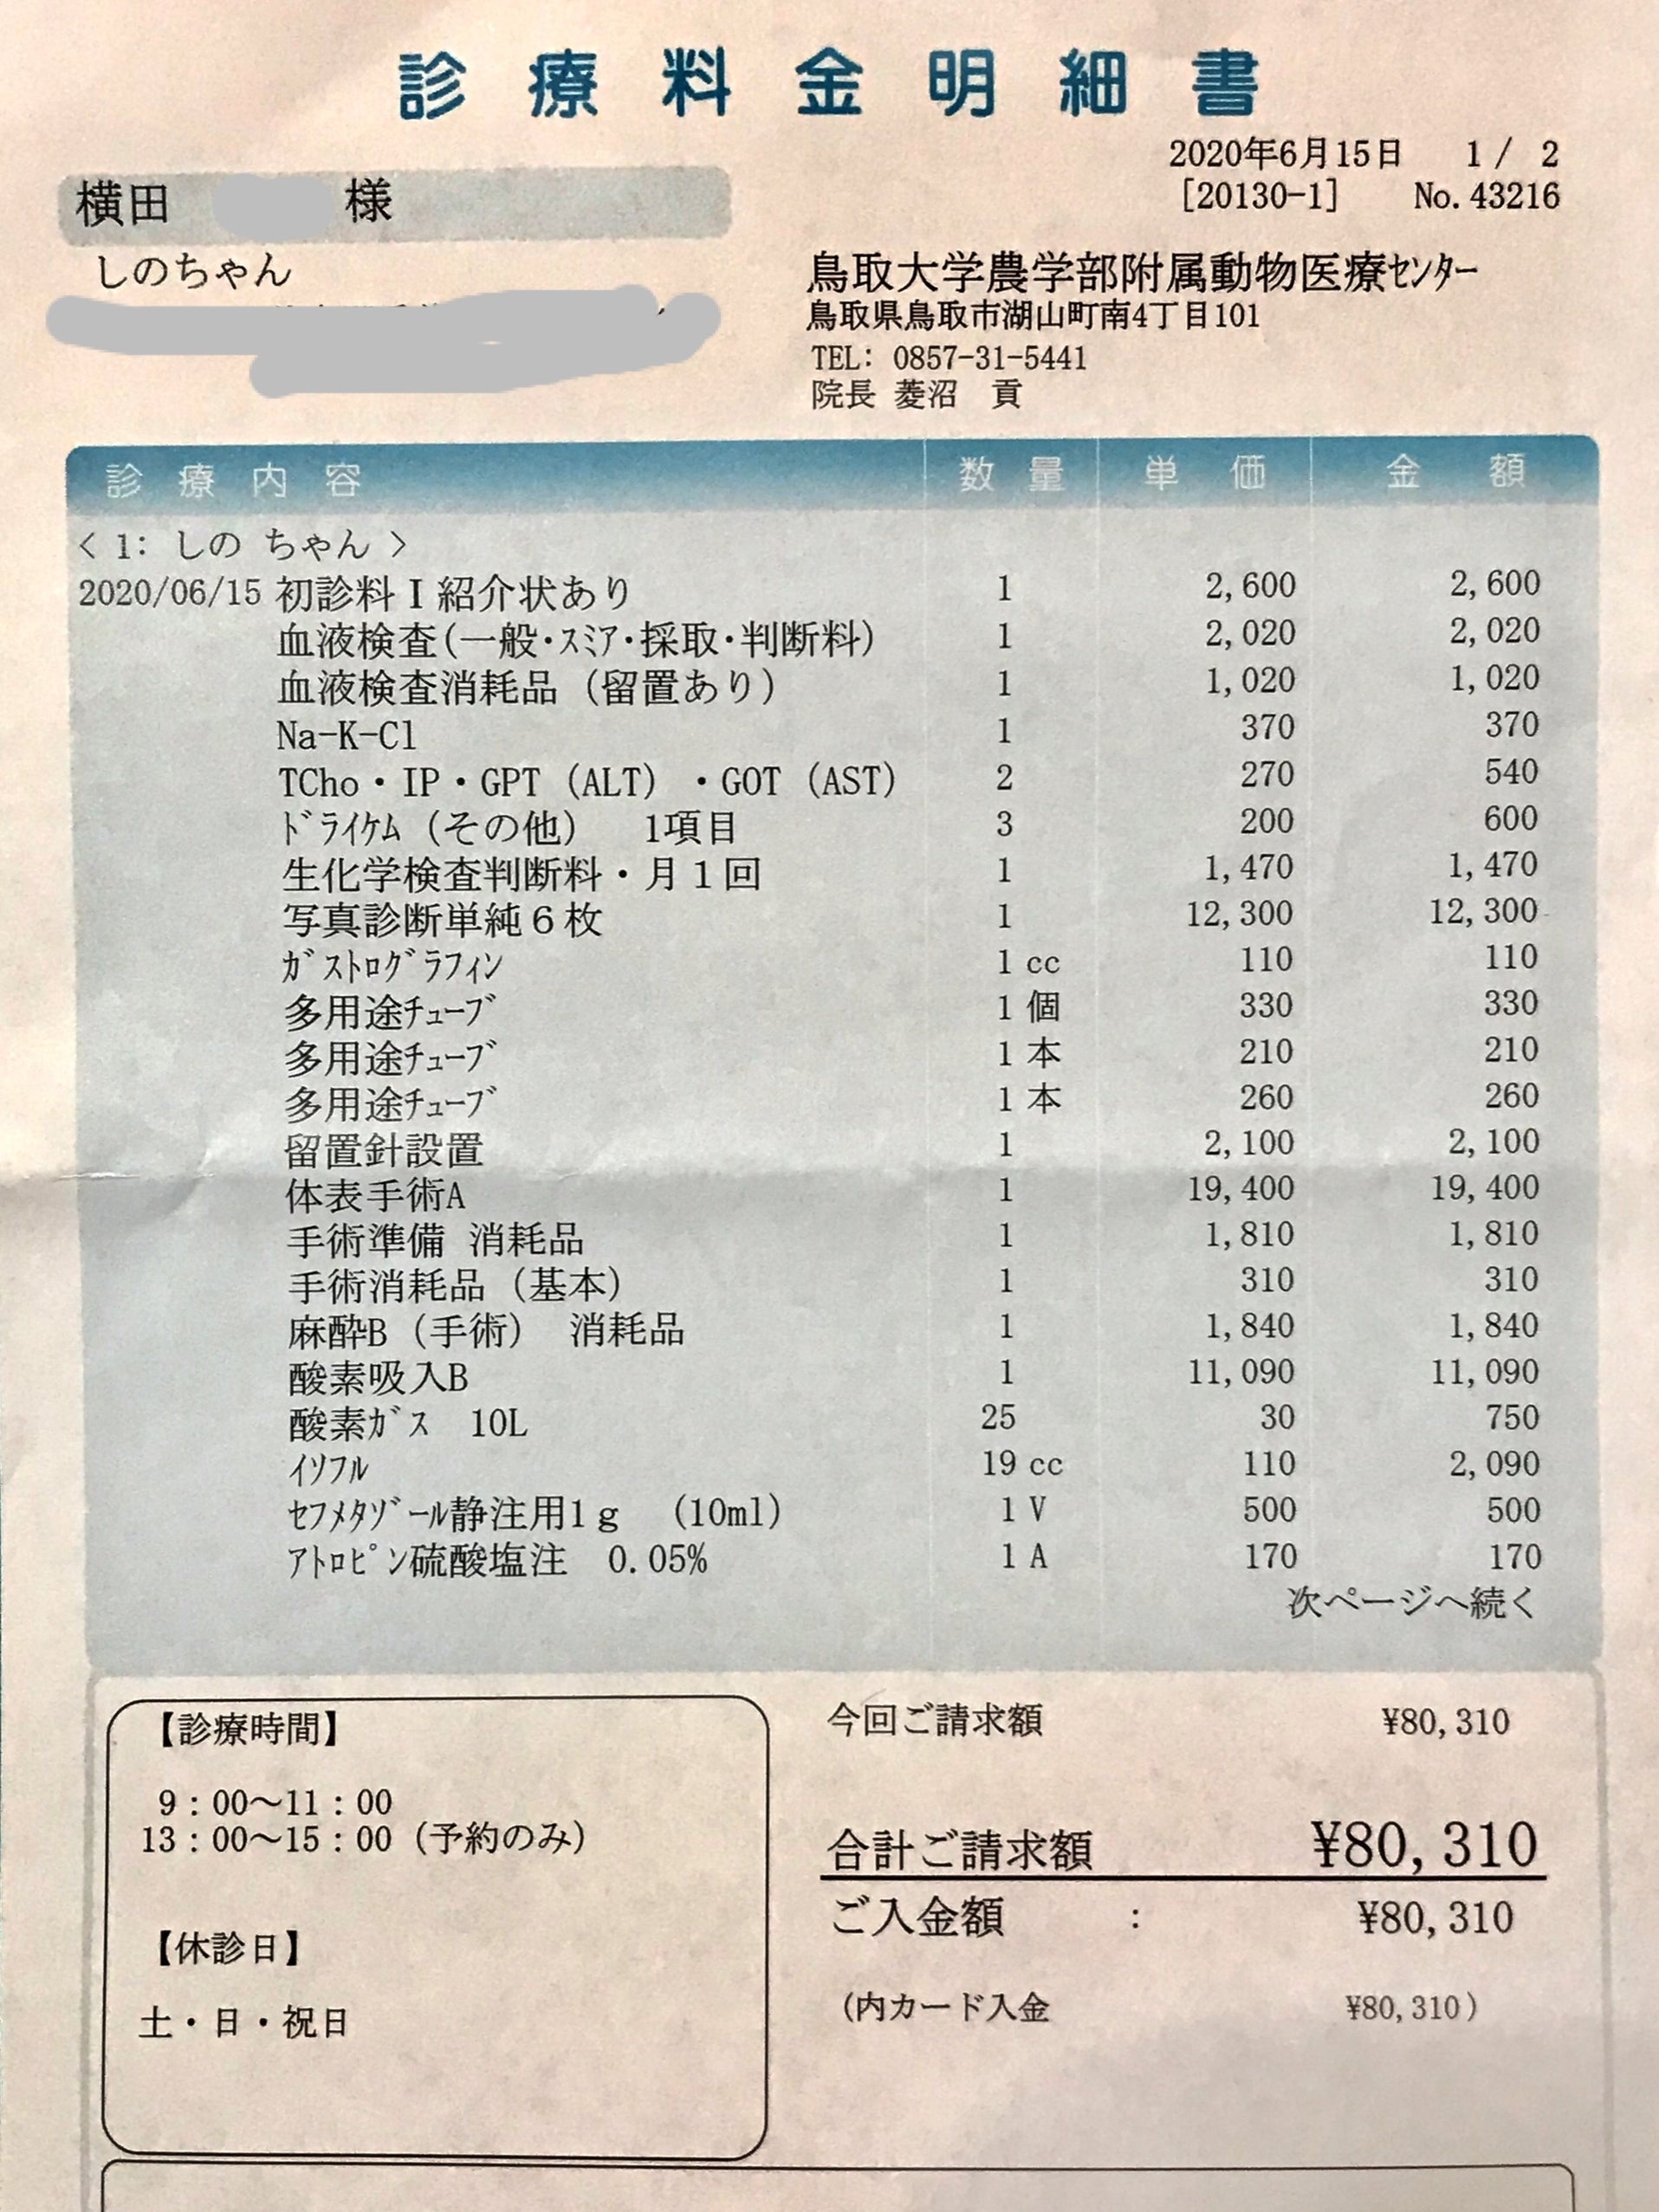 診療料金明細書
2020年6月15日 1/ 2
[20130-1] No.43216
横田 様
しのちゃん
鳥取大学農学部附属動物医療ｾﾝﾀｰ
鳥取県鳥取市湖山町南4丁目101
TEL: 0857-31-5441
院長 菱沼 貢
診療内容 数量 単価 金額
< 1: しの ちゃん >
2020/06/15 初診料Ⅰ紹介状あり 1 2,600 2,600
血液検査(一般･ｽﾐｱ･採取･判断料) 1 2,020 2,020
血液検査消耗品（留置あり） 1 1,020 1,020
Na-K-Cl 1 370 370
TCho・IP・GPT（ALT）・GOT（AST） 2 270 540
ﾄﾞﾗｲｹﾑ（その他） 1項目 3 200 600
生化学検査判断料・月１回 1 1,470 1,470
写真診断単純６枚 1 12,300 12,300
ｶﾞｽﾄﾛｸﾞﾗﾌｨﾝ 1 cc 110 110
多用途ﾁｭｰﾌﾞ 1 個 330 330
多用途ﾁｭｰﾌﾞ 1 本 210 210
多用途ﾁｭｰﾌﾞ 1 本 260 260
留置針設置 1 2,100 2,100
体表手術A 1 19,400 19,400
手術準備 消耗品 1 1,810 1,810
手術消耗品（基本） 1 310 310
麻酔B（手術） 消耗品 1 1,840 1,840
酸素吸入B 1 11,090 11,090
酸素ｶﾞｽ 10L 25 30 750
ｲｿﾌﾙ 19 cc 110 2,090
ｾﾌﾒﾀｿﾞｰﾙ静注用1ｇ (10ml) 1 V 500 500
ｱﾄﾛﾋﾟﾝ硫酸塩注 0.05% 1 A 170 170
次ページへ続く
【診療時間】
9：00～11：00
13：00～15：00（予約のみ）
【休診日】
土・日・祝日
今回ご請求額 ¥80,310
合計ご請求額 ¥80,310
ご入金額 : ¥80,310
(内カード入金 ¥80,310)